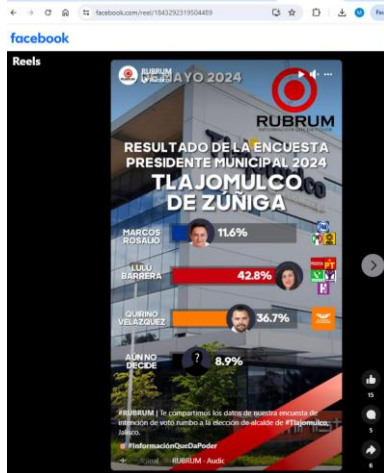 facebook.com/reel/1843292319504489
facebook
Reels
RUBRUM
MAYO 2024
RUBRUM
RESULTADO DE LA ENCUESTA
PRESIDENTE MUNICIPAL 2024
TLAJOMULCO
DE ZÚÑIGA
MARCOS
ROSALÍO
11.6%
LULÚ
BARRERA
42.8%
QUIRINO
VELÁZQUEZ
36.7%
AÚN NO
DECIDE
?
8.9%
#RUBRUM | Te compartimos los datos de nuestra encuesta de
intención de voto rumbo a la elección de alcalde de #Tlajomulco,
Jalisco.
#InformaciónQueDaPoder
RUBRUM - Audio
15
5